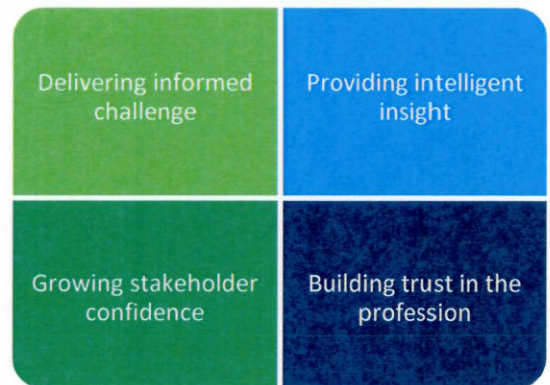 Delivering informed
challenge
Providing intelligent
insight
Growing stakeholder
confidence
Building trust in the
profession